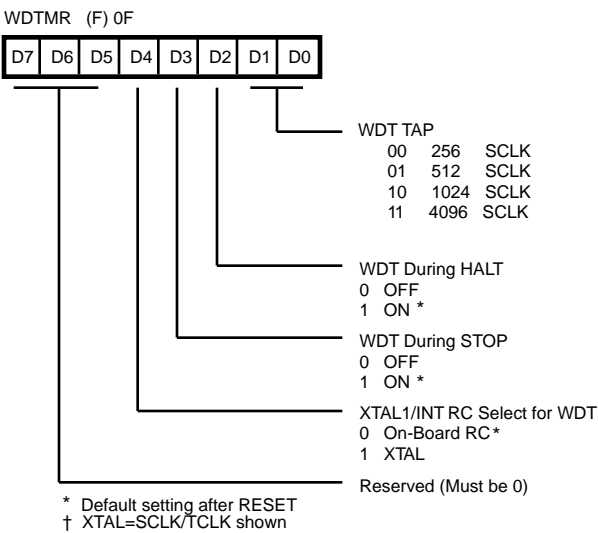 WDTMR (F) 0F
D7 D6 D5 D4 D3 D2 D1 D0
WDT TAP
00 256 SCLK
01 512 SCLK
10 1024 SCLK
11 4096 SCLK
WDT During HALT
0 OFF
1 ON *
WDT During STOP
0 OFF
1 ON *
XTAL1/INT RC Select for WDT
0 On-Board RC *
1 XTAL
Reserved (Must be 0)
* Default setting after RESET
† XTAL=SCLK/TCLK shown